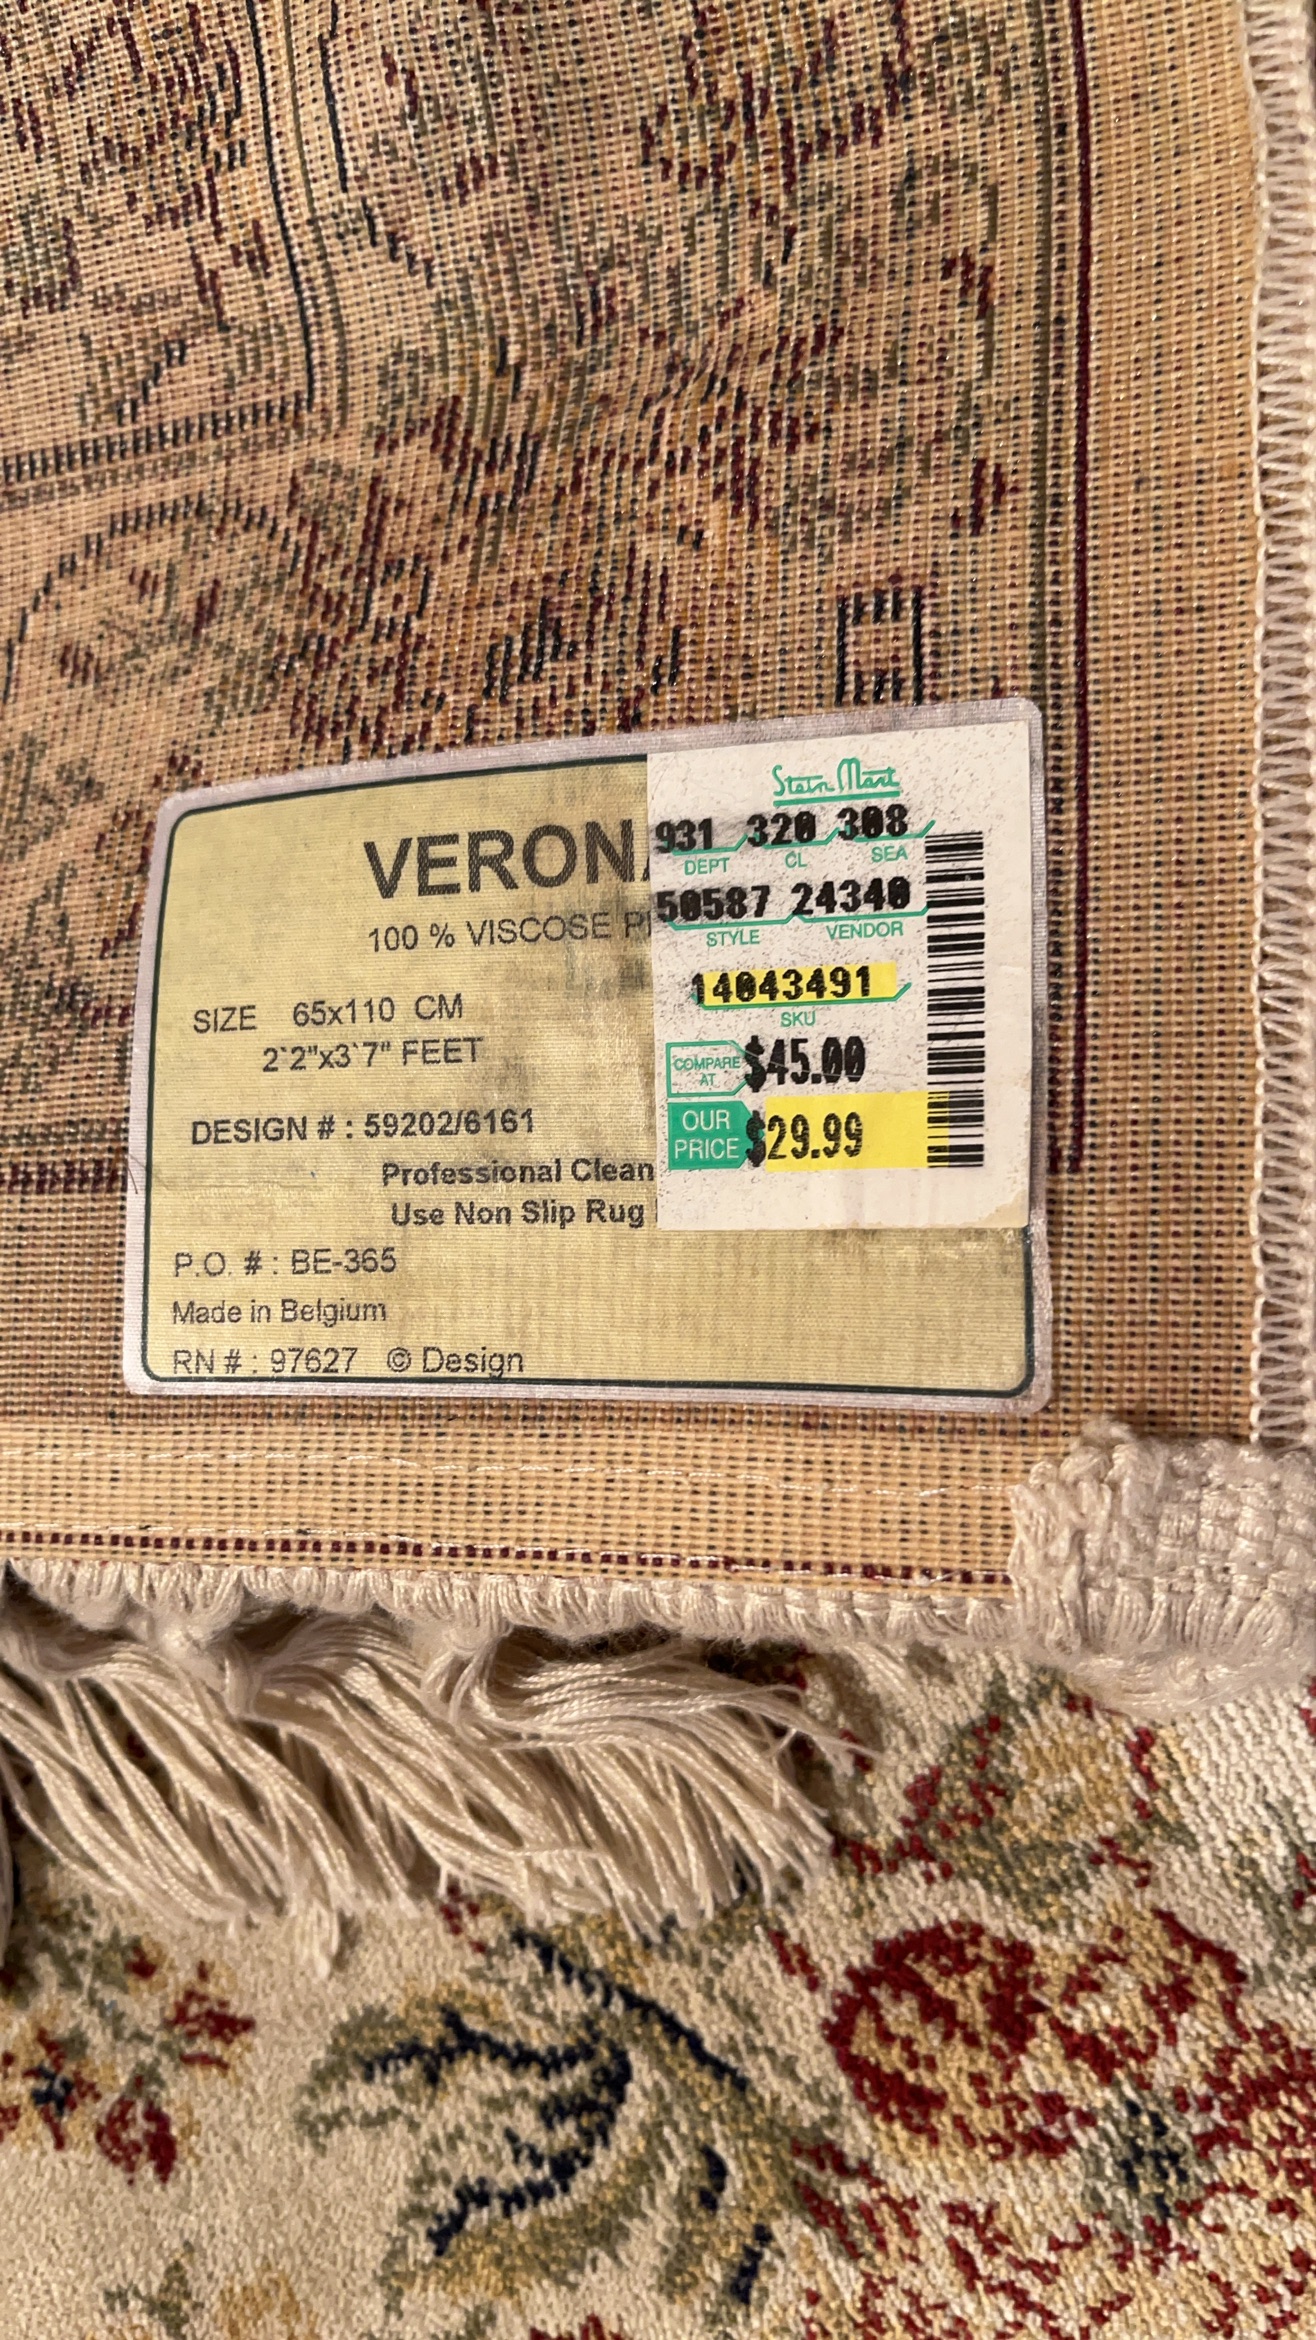 VERONA
100 % VISCOSE
SIZE 65x110 CM
2`2"x3`7" FEET
DESIGN # : 59202/6161
Professional Clean
Use Non Slip Rug
P.O. # : BE-365
Made in Belgium
RN # : 97627 © Design
Stein Mart
931 320 308
DEPT CL SEA
50587 24340
STYLE VENDOR
14043491
SKU
COMPARE AT $45.00
OUR PRICE $29.99